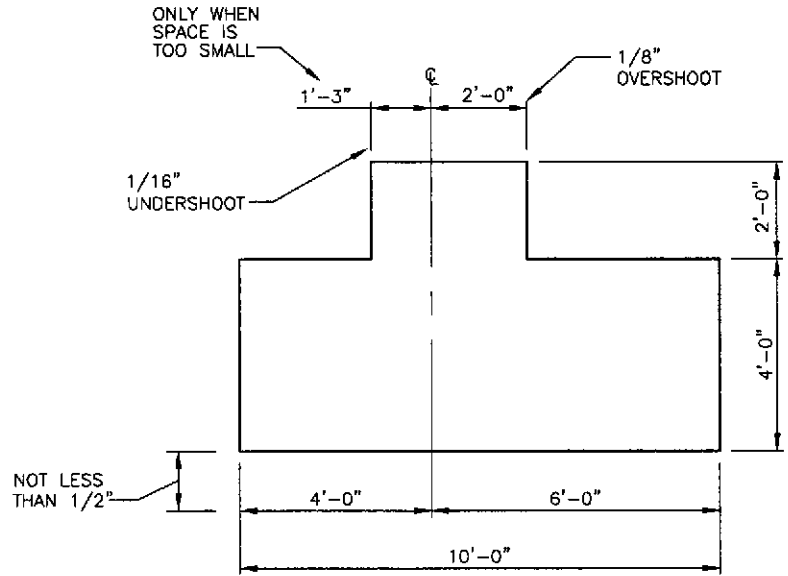 ONLY WHEN
SPACE IS
TOO SMALL
℄
1/8"
OVERSHOOT
1'-3"
2'-0"
1/16"
UNDERSHOOT
2'-0"
4'-0"
NOT LESS
THAN 1/2"
4'-0"
6'-0"
10'-0"